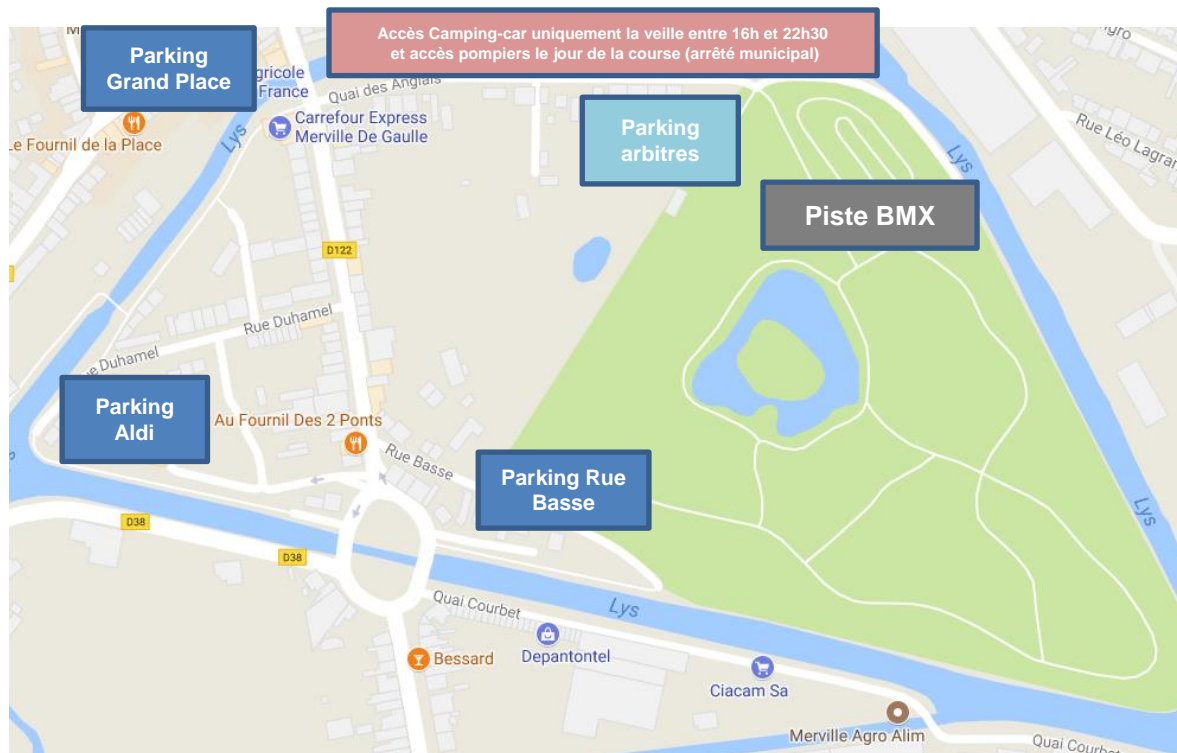 Accès Camping-car uniquement la veille entre 16h et 22h30
et accès pompiers le jour de la course (arrêté municipal)
Parking
Grand Place
gricole
France
Quai des Anglais
Carrefour Express
Merville De Gaulle
Le Fournil de la Place
Lys
Parking
arbitres
Rue Léo Lagran
Lys
Piste BMX
D122
Rue Duhamel
Rue Duhamel
Parking
Aldi
Au Fournil Des 2 Ponts
Rue Basse
Parking Rue
Basse
D38
D38
Lys
Quai Courbet
Lys
Bessard
Depantontel
Ciacam Sa
Merville Agro Alim
Quai Courbet